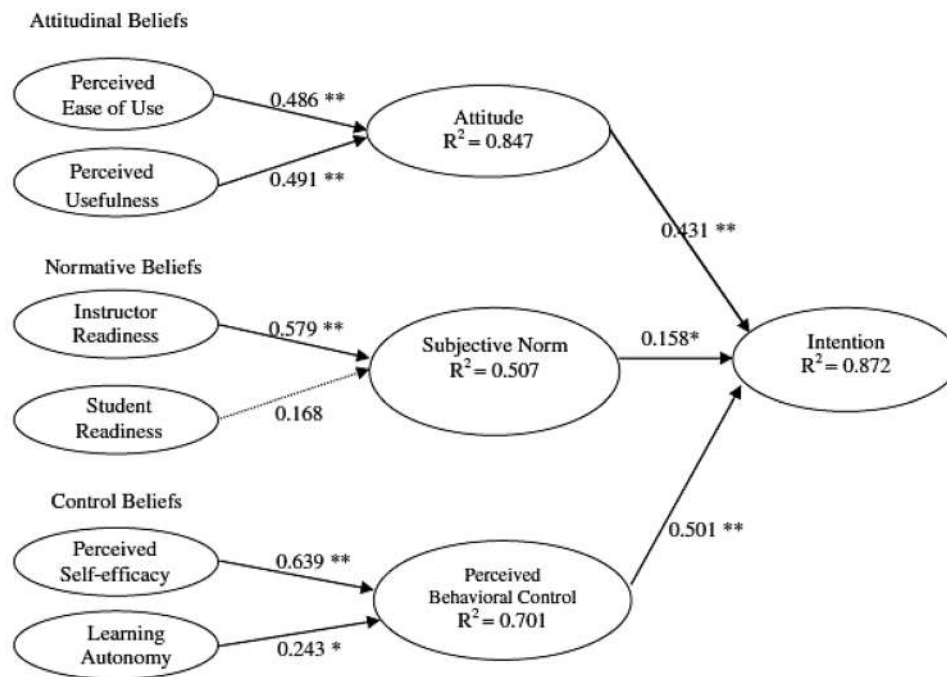 Attitudinal Beliefs
Perceived
Ease of Use
0.486 **
Perceived
Usefulness
0.491 **
Attitude
R² = 0.847
0.431 **
Normative Beliefs
Instructor
Readiness
0.579 **
Student
Readiness
0.168
Subjective Norm
R² = 0.507
0.158*
Intention
R² = 0.872
Control Beliefs
Perceived
Self-efficacy
0.639 **
Learning
Autonomy
0.243 *
Perceived
Behavioral Control
R² = 0.701
0.501 **